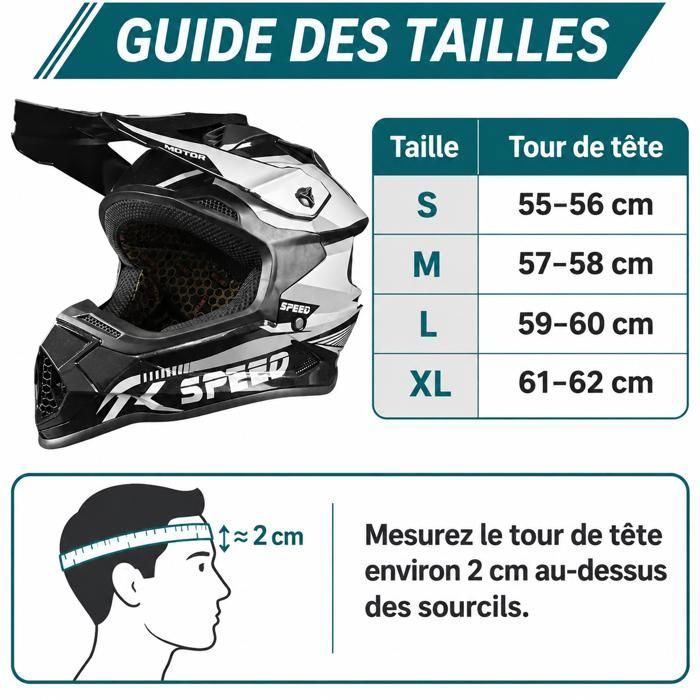 GUIDE DES TAILLES
MOTOR
SPEED
SPEED
Taille Tour de tête
S 55–56 cm
M 57–58 cm
L 59–60 cm
XL 61–62 cm
≈ 2 cm
Mesurez le tour de tête
environ 2 cm au-dessus
des sourcils.